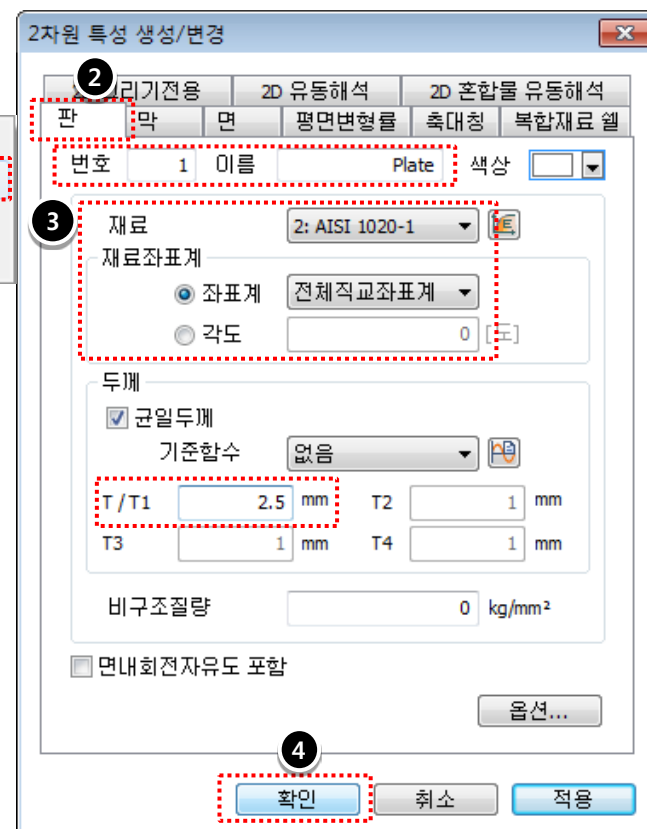 2차원 특성 생성/변경
2
리기전용 2D 유동해석 2D 혼합물 유동해석
판 막 면 평면변형률 축대칭 복합재료 쉘
번호 1 이름 Plate 색상
3
재료 2: AISI 1020-1
재료좌표계
좌표계 전체직교좌표계
각도 0 [도]
두께
균일두께
기준함수 없음
T / T1 2.5 mm T2 1 mm
T3 1 mm T4 1 mm
비구조질량 0 kg/mm²
면내회전자유도 포함
옵션...
4
확인 취소 적용